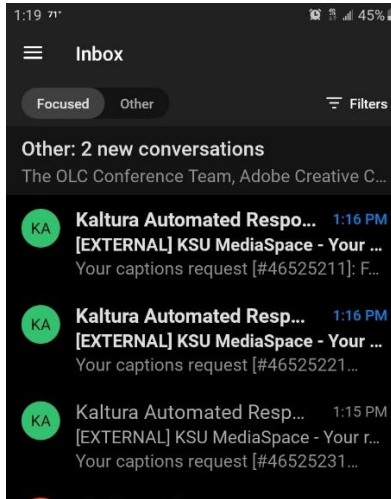 1:19 71°
45%
Inbox
Focused Other Filters
Other: 2 new conversations
The OLC Conference Team, Adobe Creative C...
KA
Kaltura Automated Respo... 1:16 PM
[EXTERNAL] KSU MediaSpace - Your ...
Your captions request [#46525211]: F...
KA
Kaltura Automated Resp... 1:16 PM
[EXTERNAL] KSU MediaSpace - Your ...
Your captions request [#46525221...
KA
Kaltura Automated Resp... 1:15 PM
[EXTERNAL] KSU MediaSpace - Your r...
Your captions request [#46525231...